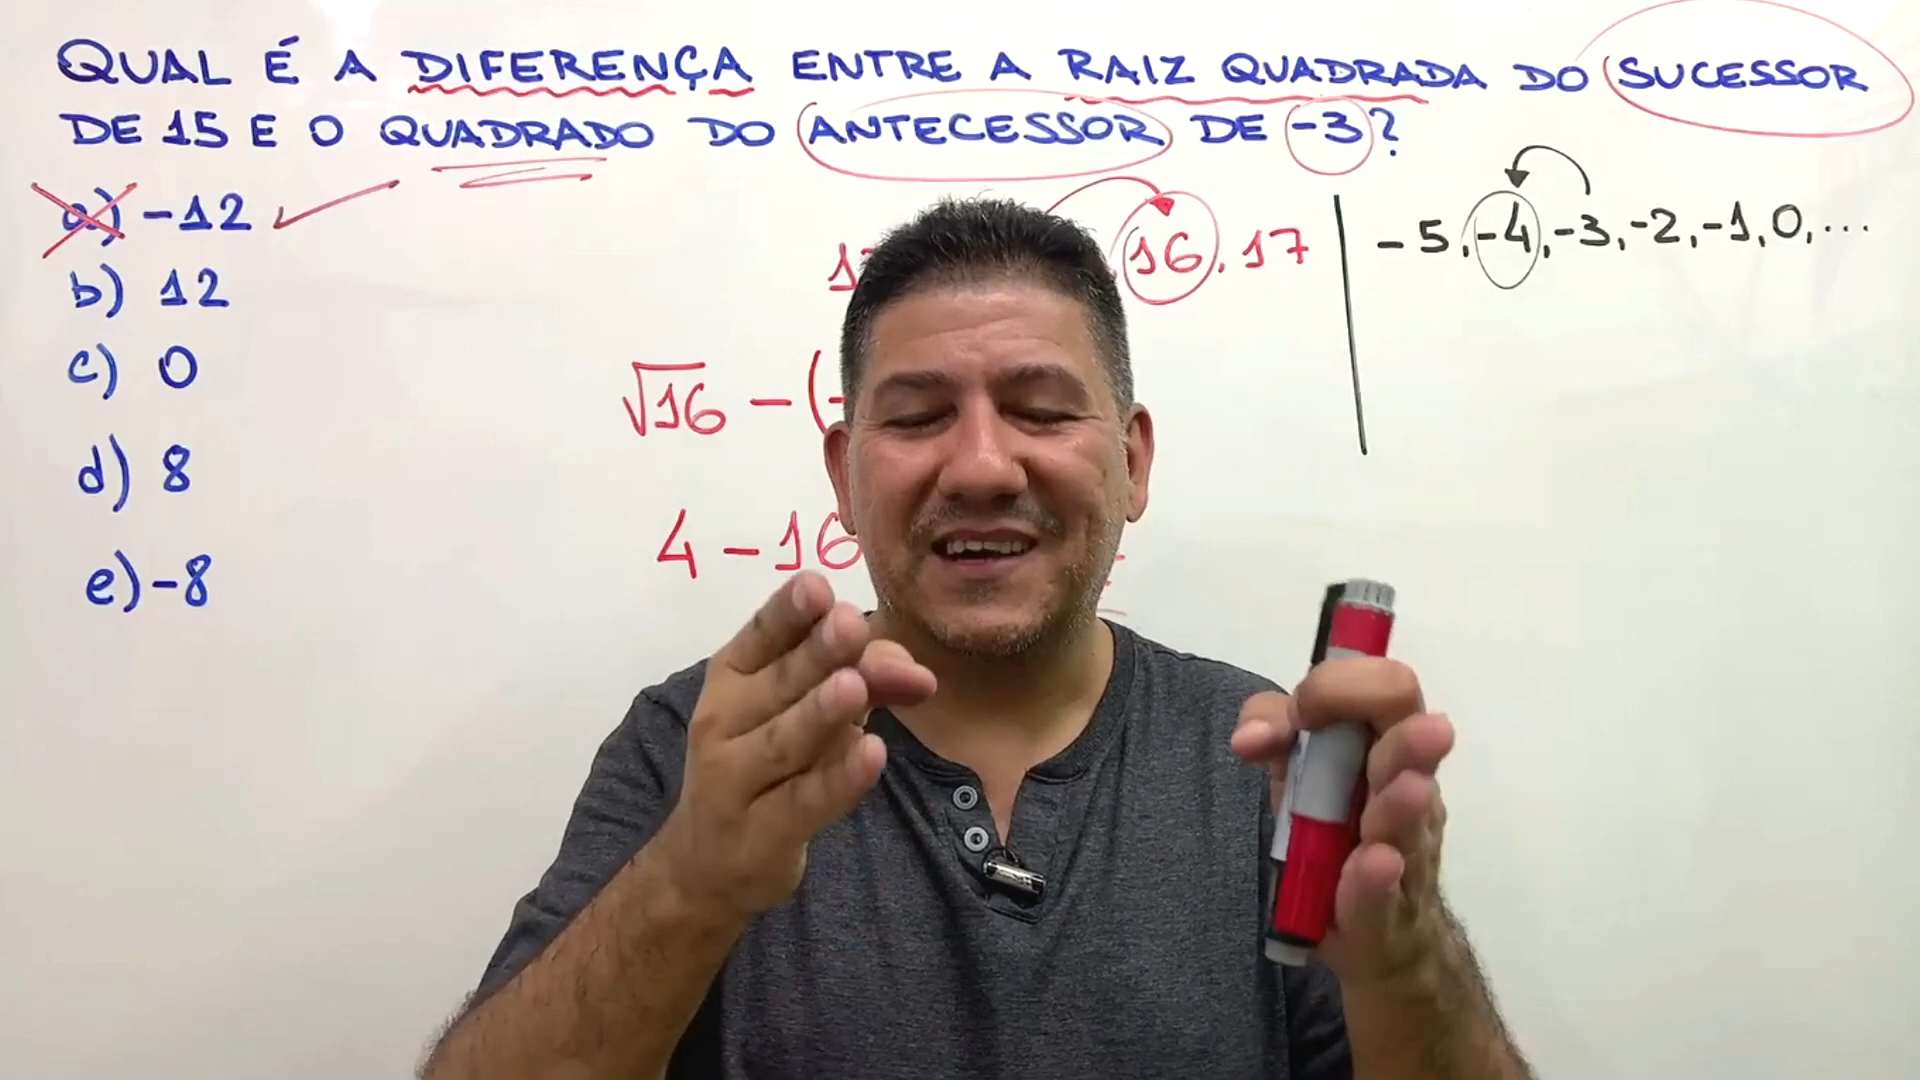 QUAL É A DIFERENÇA ENTRE A RAIZ QUADRADA DO SUCESSOR
DE 15 E O QUADRADO DO ANTECESSOR DE -3?
a) -12
b) 12
c) 0
d) 8
e) -8
16, 17
√16 - (-
4 - 16
-5, -4, -3, -2, -1, 0, ...